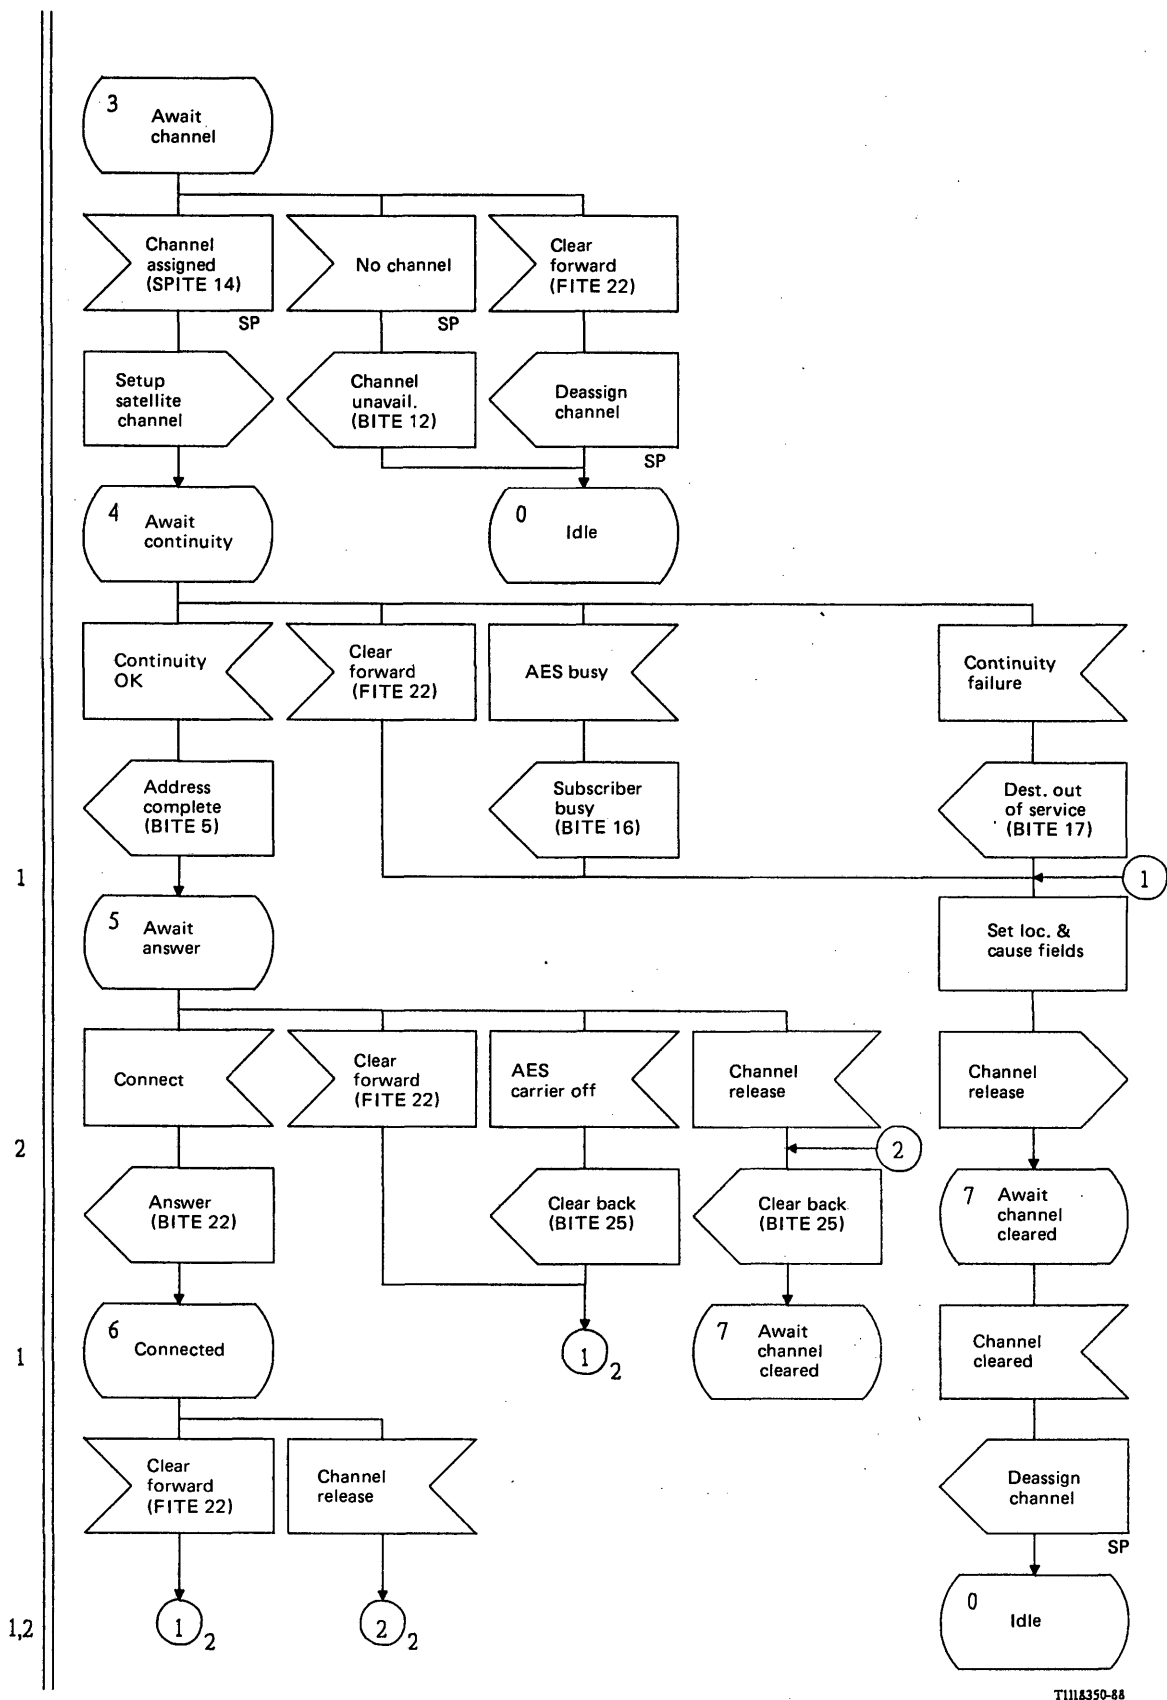 3
Await
channel
Channel
assigned
(SPITE 14)
SP
No channel
SP
Clear
forward
(FITE 22)
Setup
satellite
channel
Channel
unavail.
(BITE 12)
Deassign
channel
SP
4
Await
continuity
0
Idle
Continuity
OK
Clear
forward
(FITE 22)
AES busy
Continuity
failure
Address
complete
(BITE 5)
Subscriber
busy
(BITE 16)
Dest. out
of service
(BITE 17)
1
1
5
Await
answer
Set loc. &
cause fields
Connect
Clear
forward
(FITE 22)
AES
carrier off
Channel
release
Channel
release
2
2
Answer
(BITE 22)
Clear back
(BITE 25)
Clear back
(BITE 25)
7
Await
channel
cleared
6
Connected
1
1
2
7
Await
channel
cleared
Channel
cleared
Clear
forward
(FITE 22)
Channel
release
Deassign
channel
SP
1,2
1
2
2
2
0
Idle
T1118350-88